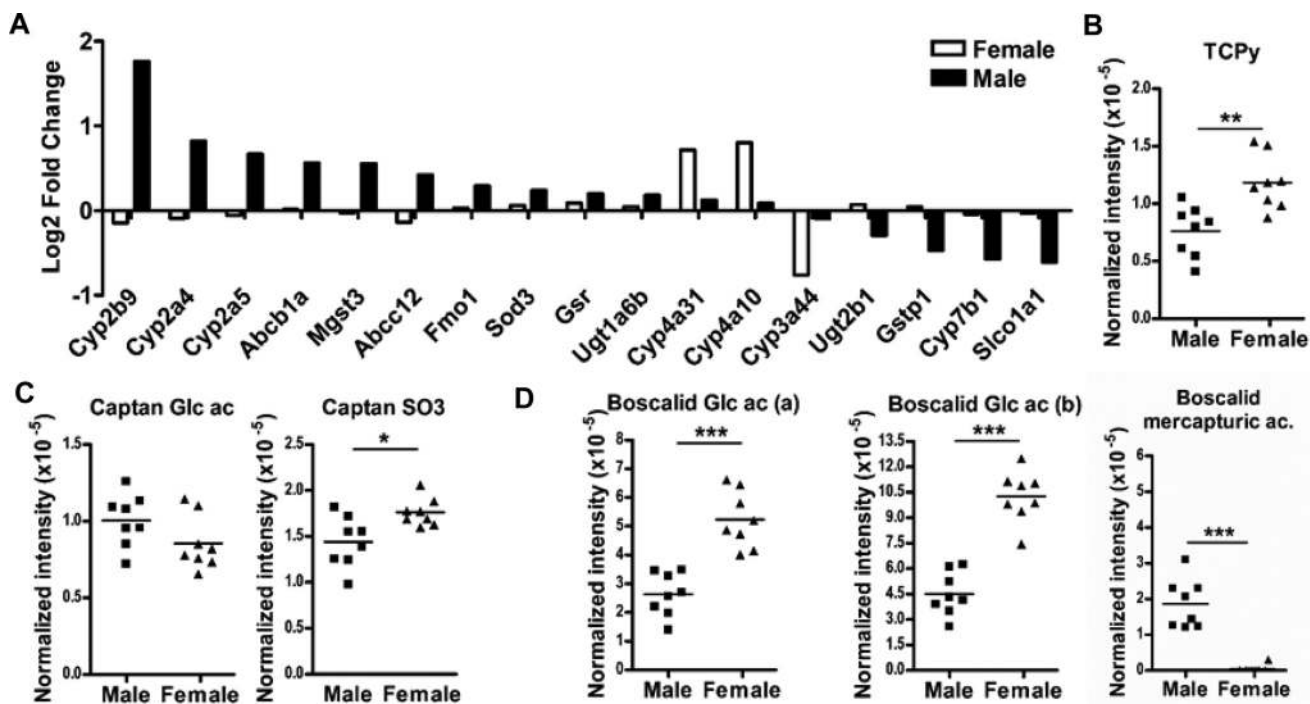 A
Log2 Fold Change
2
1
0
-1
Female
Male
Cyp2b9
Cyp2a4
Cyp2a5
Abcb1a
Mgst3
Abcc12
Fmo1
Sod3
Gsr
Ugt1a6b
Cyp4a31
Cyp4a10
Cyp3a44
Ugt2b1
Gstp1
Cyp7b1
Slco1a1
B
TCPy
Normalized intensity (x10⁻⁵)
2.0
1.5
1.0
0.5
0.0
**
Male Female
C
Captan Glc ac
Normalized intensity (x10⁻⁵)
1.5
1.0
0.5
0.0
Male Female
Captan SO3
Normalized intensity (x10⁻⁵)
2.5
2.0
1.5
1.0
0.5
0.0
*
Male Female
D
Boscalid Glc ac (a)
Normalized intensity (x10⁻⁵)
8
7
6
5
4
3
2
1
0
***
Male Female
Boscalid Glc ac (b)
Normalized intensity (x10⁻⁵)
13.5
12.0
10.5
9.0
7.5
6.0
4.5
3.0
1.5
0.0
***
Male Female
Boscalid
mercapturic ac.
Normalized intensity (x10⁻⁵)
6
5
4
3
2
1
0
***
Male Female